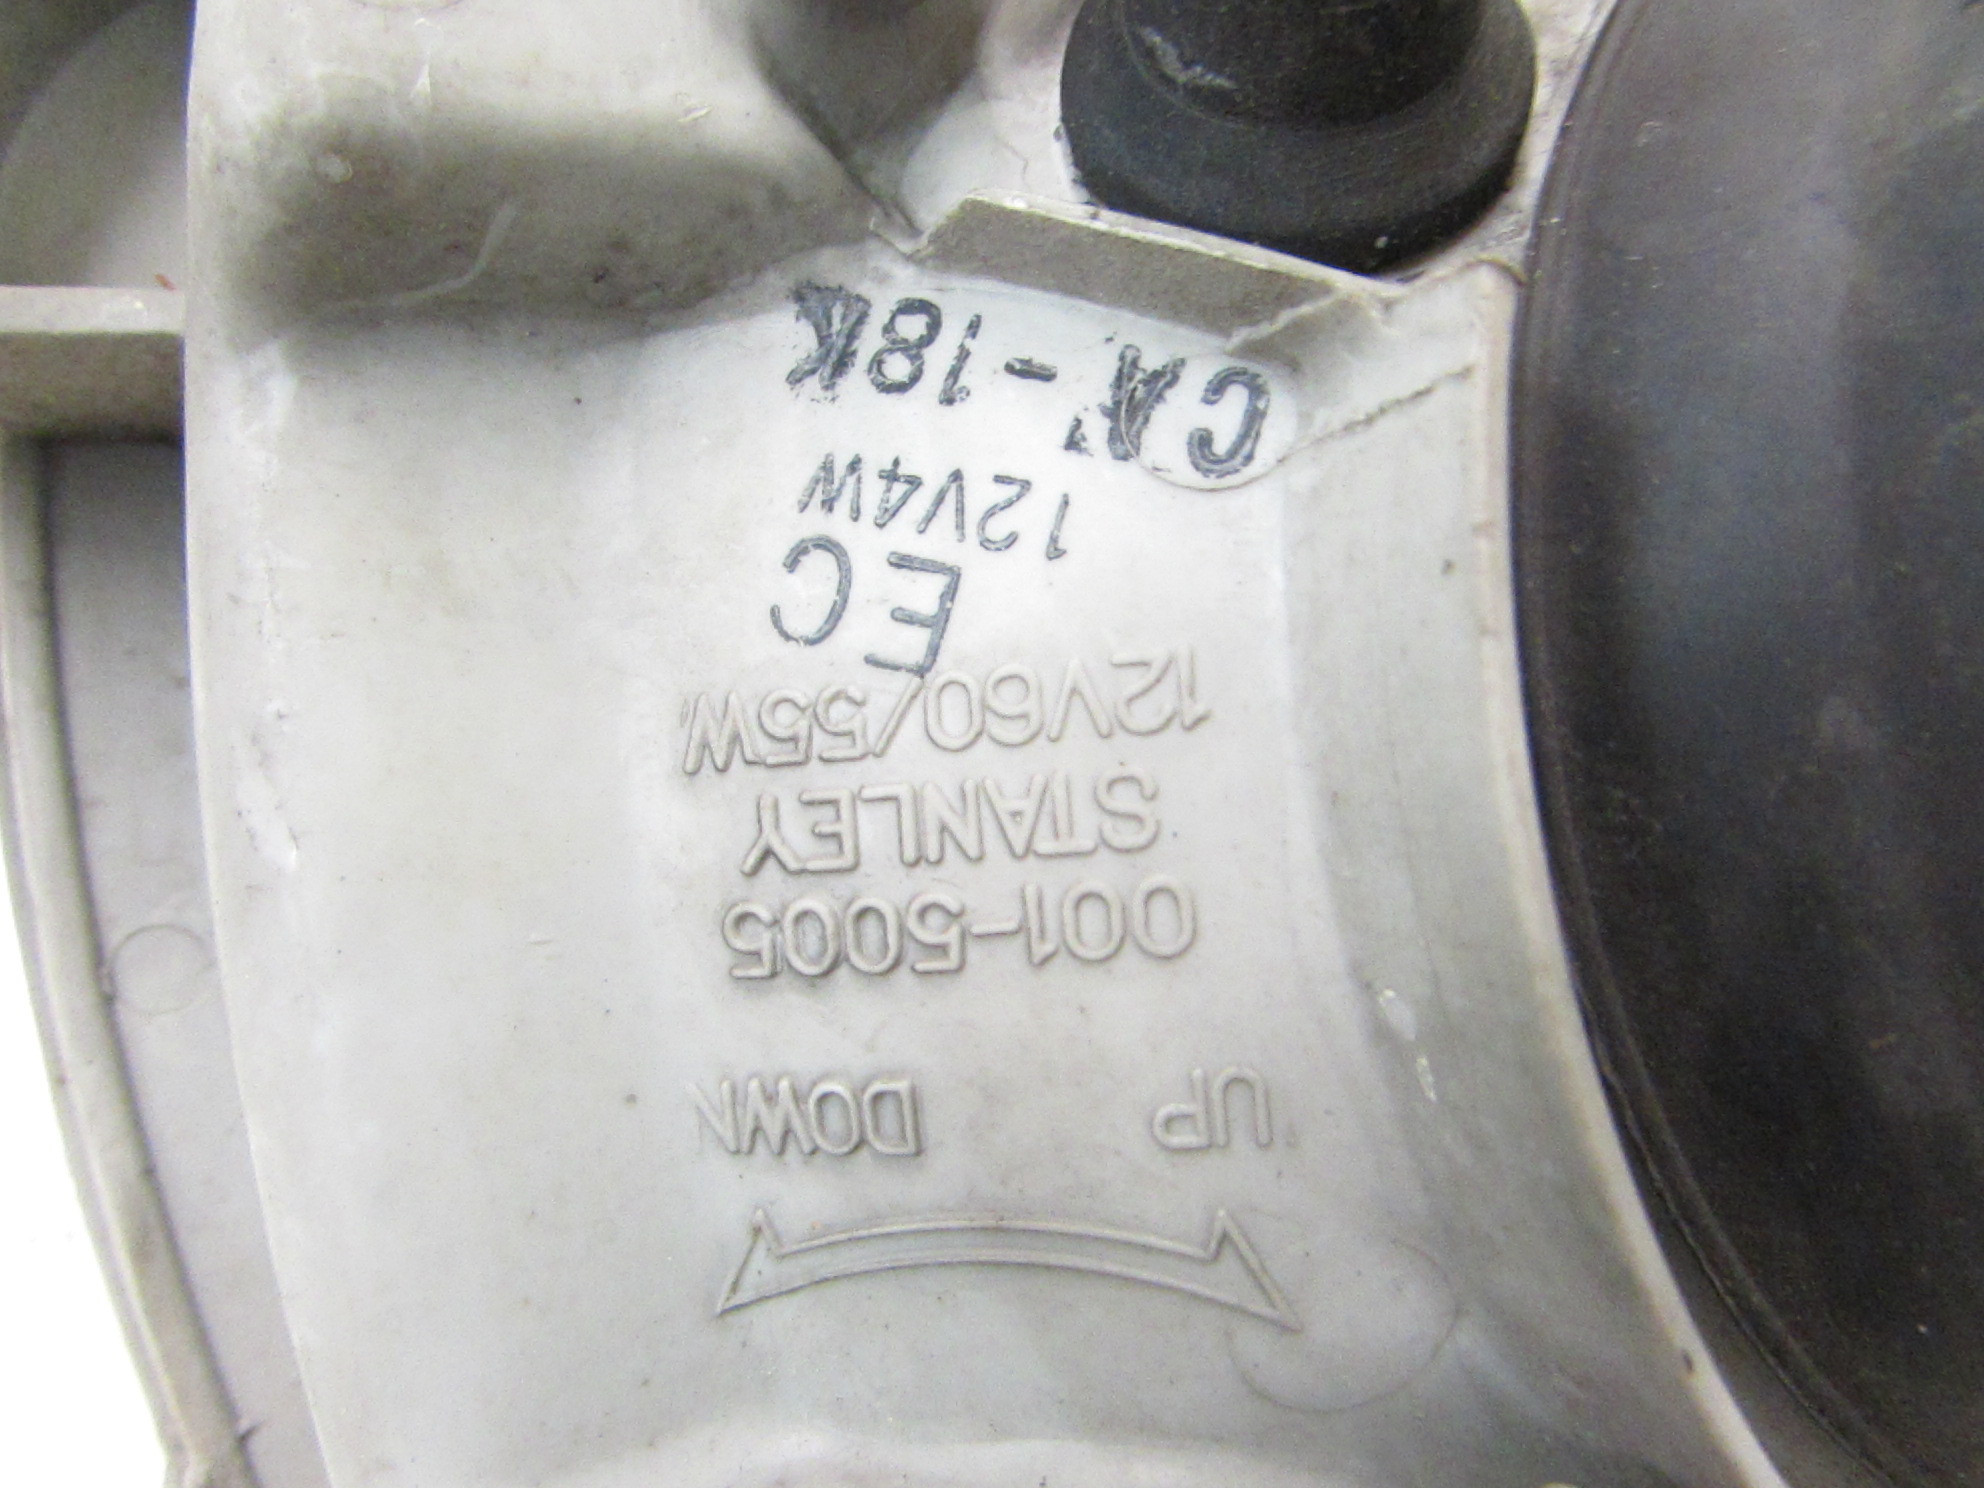 UP DOWN
001-5005
STANLEY
12V60/55W
EC
12V4W
CA-18K